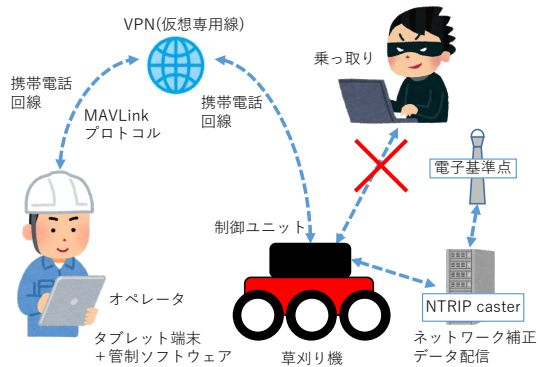 VPN(仮想専用線)
携帯電話
回線
MAVLink
プロトコル
携帯電話
回線
乗っ取り
電子基準点
制御ユニット
オペレータ
タブレット端末
＋管制ソフトウェア
草刈り機
NTRIP caster
ネットワーク補正
データ配信